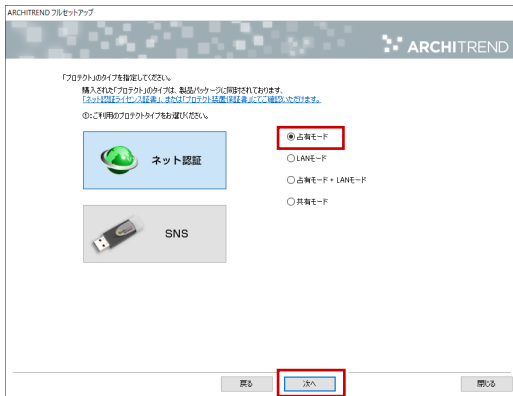 ARCHITREND フルセットアップ
ARCHITREND
「プロテクト」のタイプを指定してください。
購入された「プロテクト」のタイプは、製品パッケージに同封されております、
「ネット認証ライセンス証書」、または「プロテクト装置保証書」にてご確認いただけます。
①:ご利用のプロテクトタイプをお選びください。
ネット認証
占有モード
LANモード
占有モード + LANモード
共有モード
SNS
戻る
次へ
閉じる